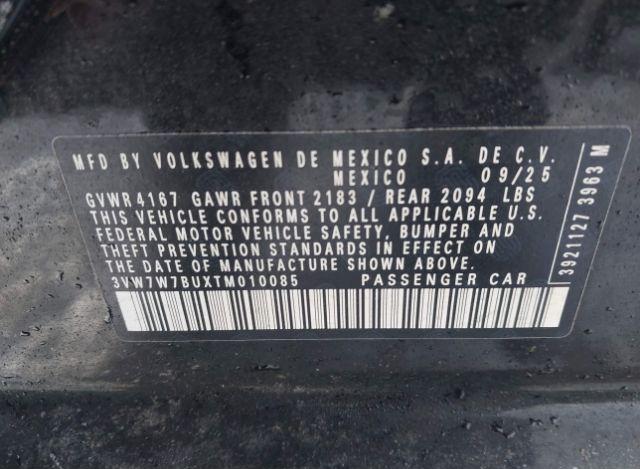 MFD BY VOLKSWAGEN DE MEXICO S.A. DE C.V.
MEXICO 09/25
GVWR 4167 GAWR FRONT 2183 / REAR 2094 LBS
THIS VEHICLE CONFORMS TO ALL APPLICABLE U.S.
FEDERAL MOTOR VEHICLE SAFETY, BUMPER AND
THEFT PREVENTION STANDARDS IN EFFECT ON
THE DATE OF MANUFACTURE SHOWN ABOVE.
3VW7W7BUXTM010085 PASSENGER CAR
3921127 3963 M